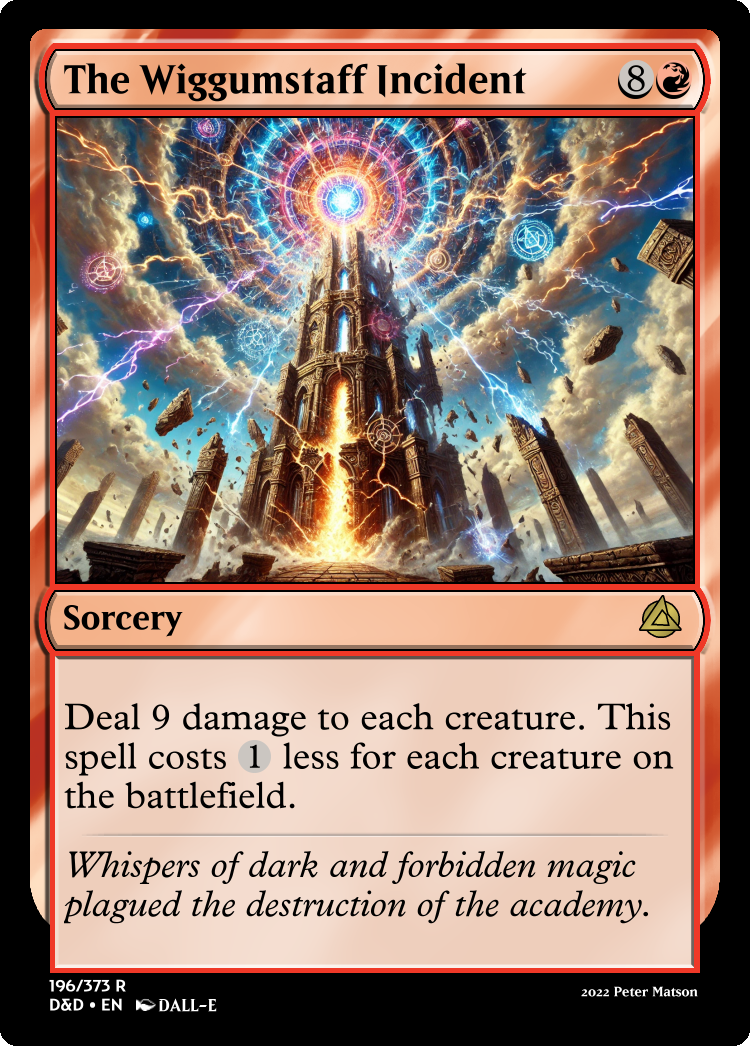 The Wiggumstaff Incident 8
Sorcery
Deal 9 damage to each creature. This
spell costs 1 less for each creature on
the battlefield.
Whispers of dark and forbidden magic
plagued the destruction of the academy.
196/373 R
D&D • EN DALL-E
2022 Peter Matson